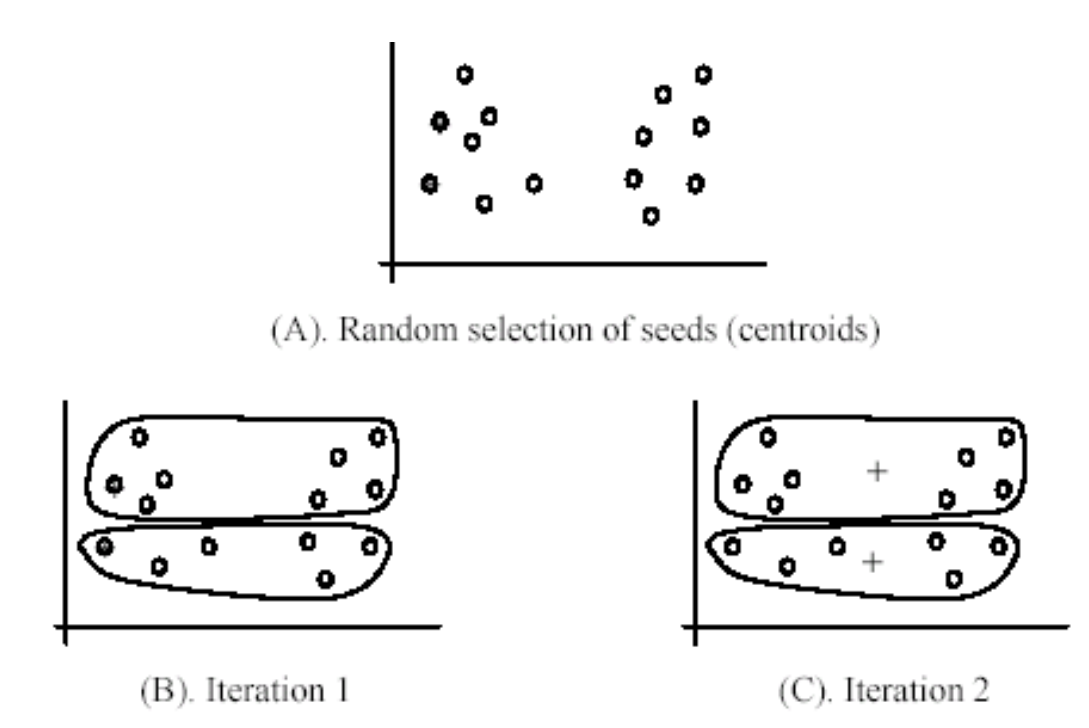 (A). Random selection of seeds (centroids)
(B). Iteration 1
(C). Iteration 2